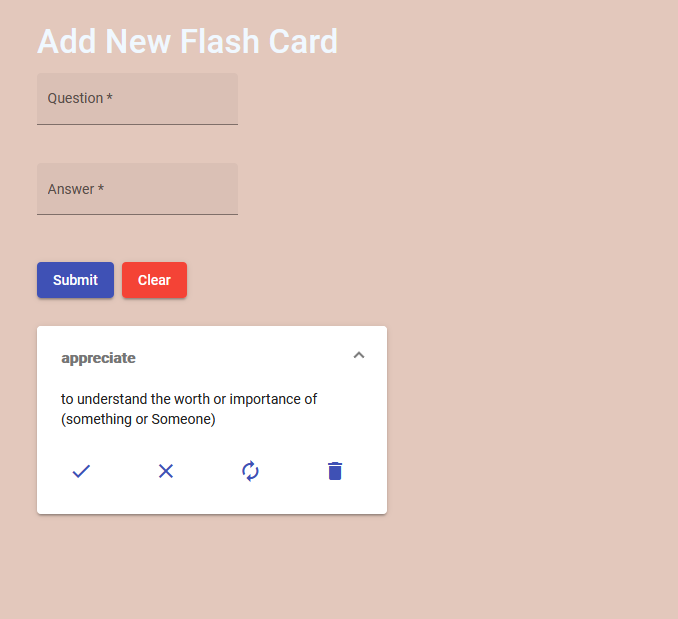 Add New Flash Card
Question *
Answer *
Submit Clear
appreciate
to understand the worth or importance of
(something or Someone)